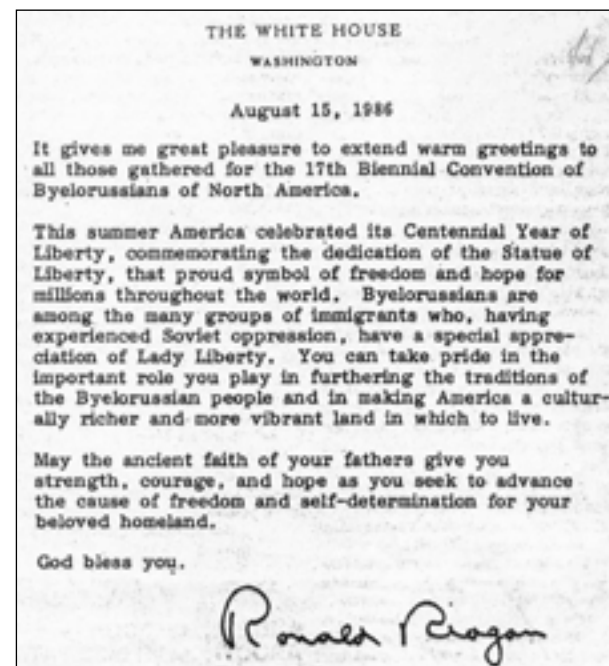 THE WHITE HOUSE
WASHINGTON
August 15, 1986
It gives me great pleasure to extend warm greetings to
all those gathered for the 17th Biennial Convention of
Byelorussians of North America.
This summer America celebrated its Centennial Year of
Liberty, commemorating the dedication of the Statue of
Liberty, that proud symbol of freedom and hope for
millions throughout the world. Byelorussians are
among the many groups of immigrants who, having
experienced Soviet oppression, have a special appre-
ciation of Lady Liberty. You can take pride in the
important role you play in furthering the traditions of
the Byelorussian people and in making America a cultur-
ally richer and more vibrant land in which to live.
May the ancient faith of your fathers give you
strength, courage, and hope as you seek to advance
the cause of freedom and self-determination for your
beloved homeland.
God bless you.
Ronald Reagan